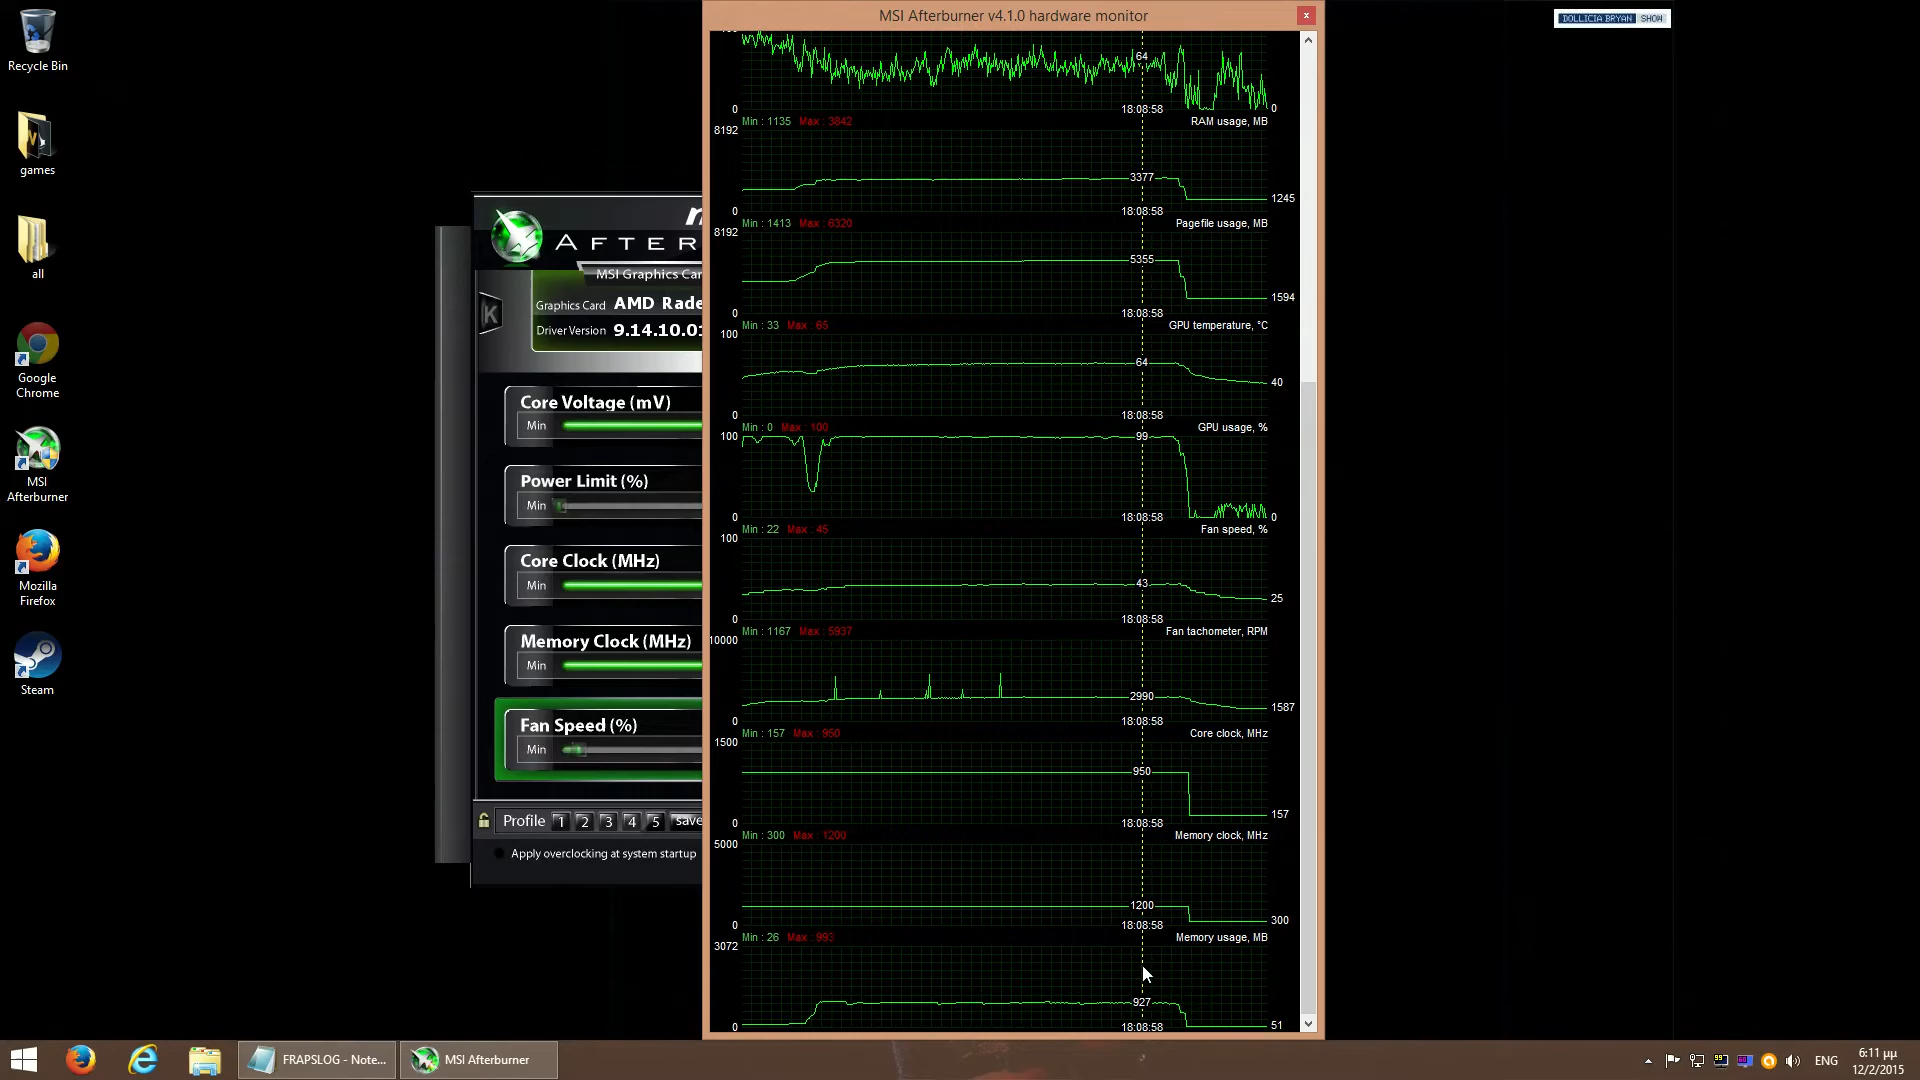 Recycle Bin
games
all
Google
Chrome
MSI
Afterburner
Mozilla
Firefox
Steam
AFTER
MSI Graphics Car
Graphics Card AMD Rade
Driver Version 9.14.10.01
K
Core Voltage (mV)
Min
Power Limit (%)
Min
Core Clock (MHz)
Min
Memory Clock (MHz)
Min
Fan Speed (%)
Min
Profile 1 2 3 4 5 save
Apply overclocking at system startup
MSI Afterburner v4.1.0 hardware monitor
x
64
0 18:08:58 0
Min : 1135 Max : 3842 RAM usage, MB
8192
3377
1245
0 18:08:58
Min : 1413 Max : 6320 Pagefile usage, MB
8192
5355
1594
0 18:08:58
Min : 33 Max : 65 GPU temperature, °C
100
64
40
0 18:08:58
Min : 0 Max : 100 GPU usage, %
100 99
0 18:08:58 0
Min : 22 Max : 45 Fan speed, %
100
43
25
0 18:08:58
Min : 1167 Max : 5937 Fan tachometer, RPM
10000
2990
1587
0 18:08:58
Min : 157 Max : 950 Core clock, MHz
1500
950
157
0 18:08:58
Min : 300 Max : 1200 Memory clock, MHz
5000
1200
300
0 18:08:58
Min : 26 Max : 993 Memory usage, MB
3072
927
51
0 18:08:58
DOLLICIA BRYAN SHOW
FRAPSLOG - Note...
MSI Afterburner
99
ENG
6:11 μμ
12/2/2015